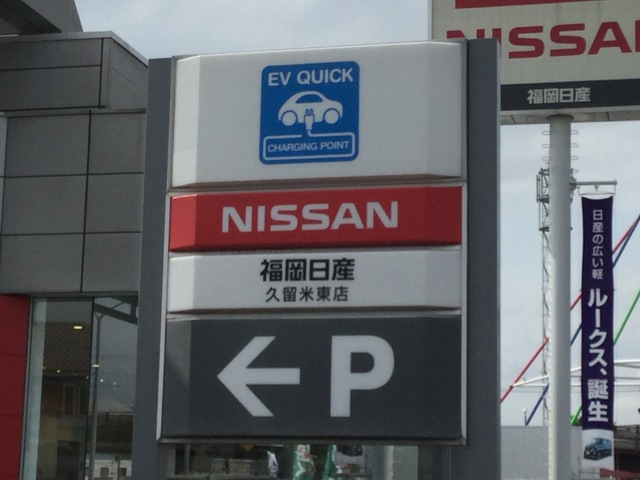 EV QUICK
CHARGING POINT
NISSAN
福岡日産
久留米東店
P
NISSAN
福岡日産
日産の広い軽
ルークス、誕生